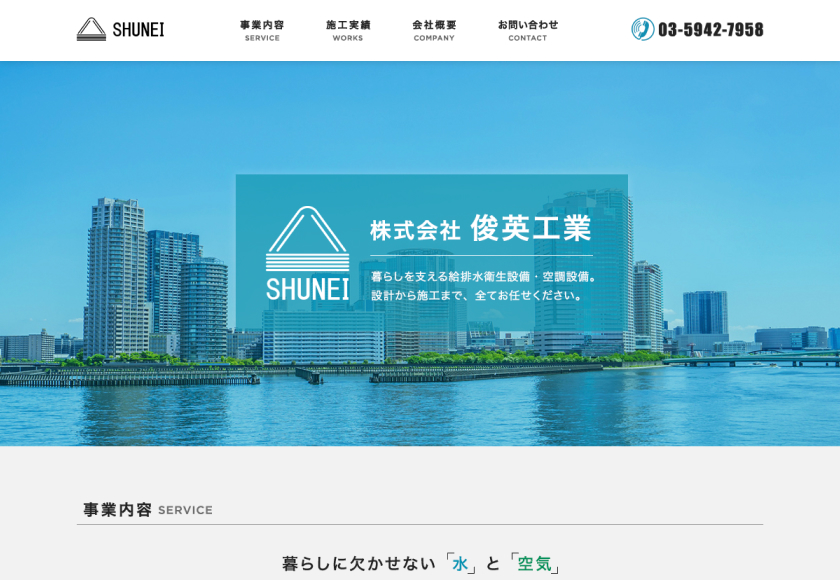 SHUNEI
事業内容
SERVICE
施工実績
WORKS
会社概要
COMPANY
お問い合わせ
CONTACT
03-5942-7958
SHUNEI
株式会社 俊英工業
暮らしを支える給排水衛生設備・空調設備。
設計から施工まで、全てお任せください。
事業内容 SERVICE
暮らしに欠かせない「水」と「空気」